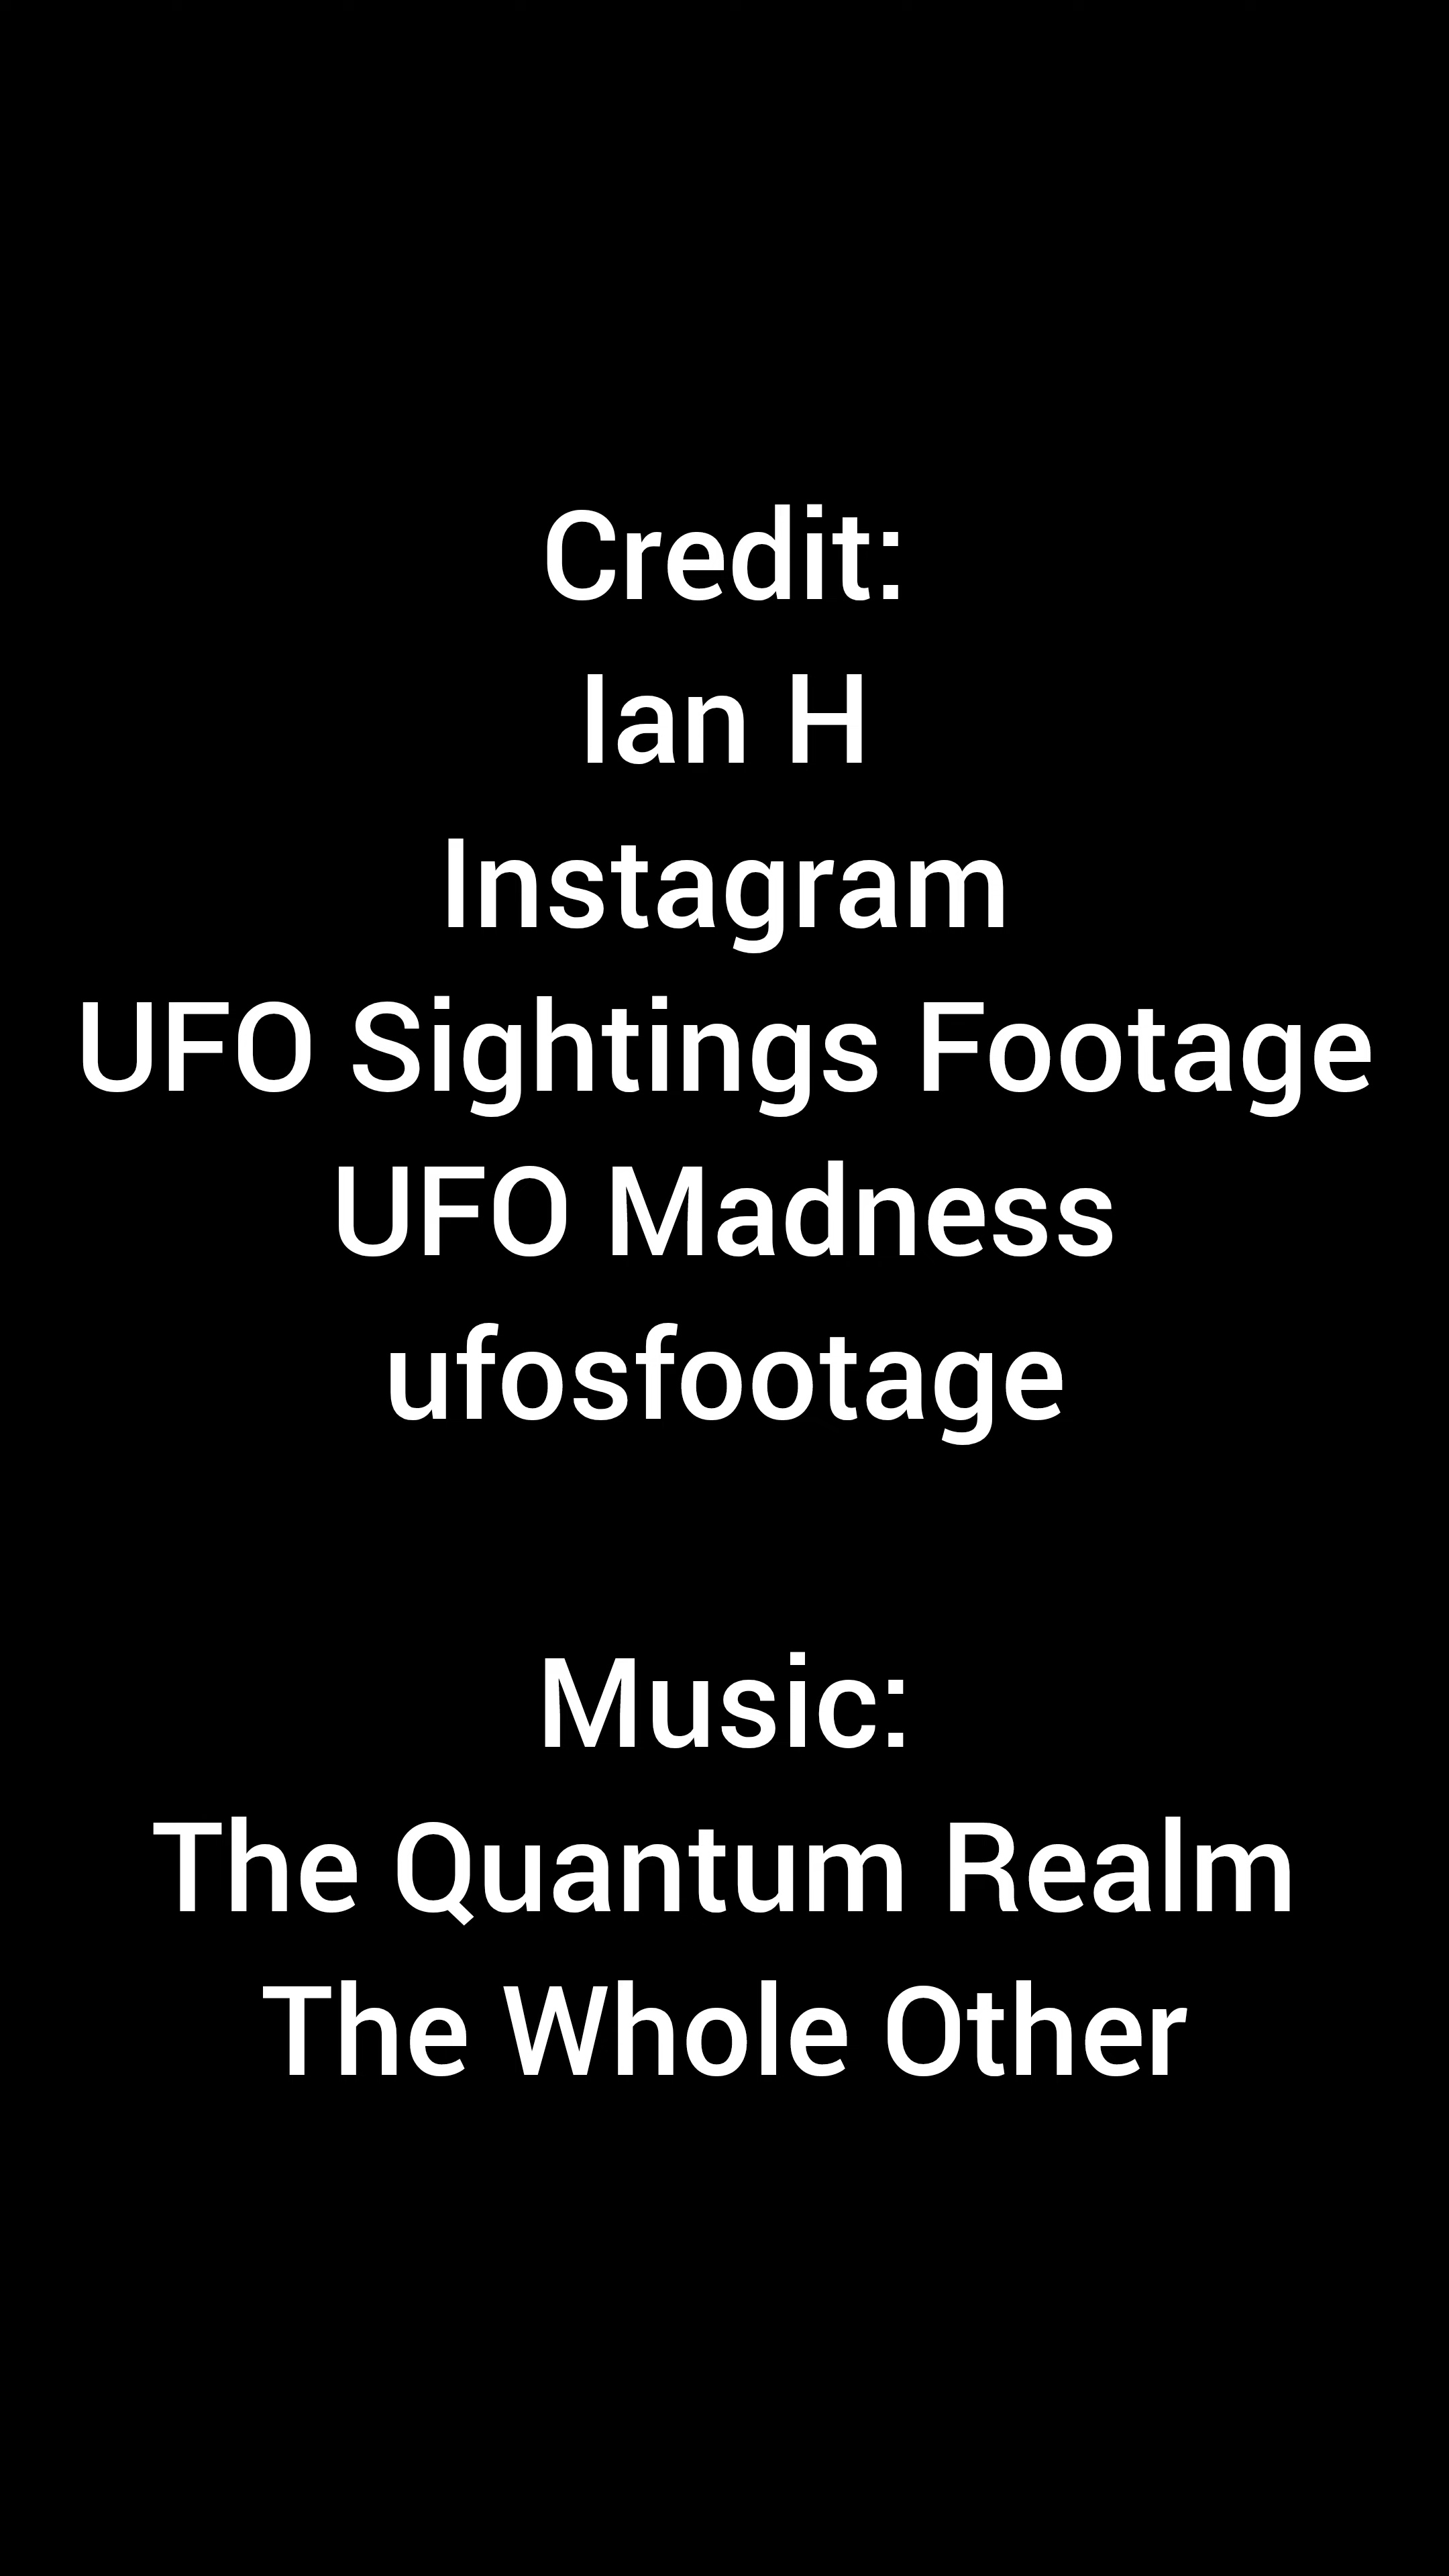 Credit:
Ian H
Instagram
UFO Sightings Footage
UFO Madness
ufosfootage
Music:
The Quantum Realm
The Whole Other